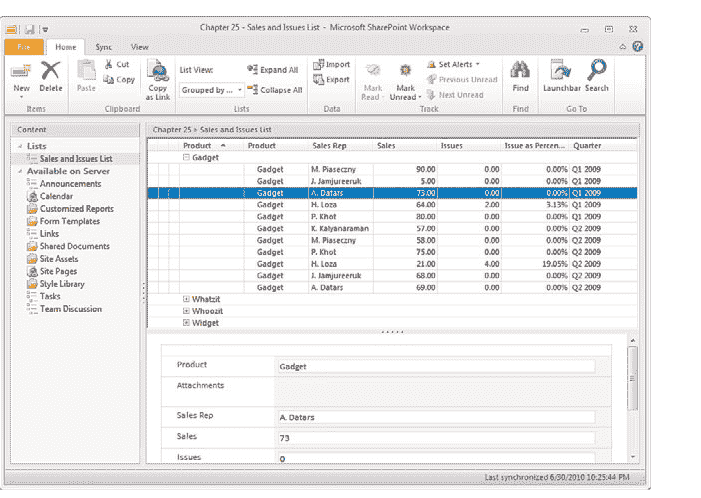 Chapter 25 - Sales and Issues List - Microsoft SharePoint Workspace
File Home Sync View
New Delete Paste Cut Copy Copy as Link List View: Grouped by ... Expand All Collapse All Import Export Mark Read Mark Unread Set Alerts Previous Unread Next Unread Find Launchbar Search
Items Clipboard Lists Data Track Find Go To
Content
Lists
Sales and Issues List
Available on Server
Announcements
Calendar
Customized Reports
Form Templates
Links
Shared Documents
Site Assets
Site Pages
Style Library
Tasks
Team Discussion
Chapter 25 > Sales and Issues List
Product Product Sales Rep Sales Issues Issue as Percen... Quarter
Gadget
Gadget M. Piaseczny 90.00 0.00 0.00% Q1 2009
Gadget J. Jamjureeruk 5.00 0.00 0.00% Q1 2009
Gadget A. Datars 73.00 0.00 0.00% Q1 2009
Gadget H. Loza 64.00 2.00 3.13% Q1 2009
Gadget P. Khot 80.00 0.00 0.00% Q1 2009
Gadget K. Kalyanaraman 57.00 0.00 0.00% Q2 2009
Gadget M. Piaseczny 58.00 0.00 0.00% Q2 2009
Gadget P. Khot 75.00 0.00 0.00% Q2 2009
Gadget H. Loza 21.00 4.00 19.05% Q2 2009
Gadget J. Jamjureeruk 68.00 0.00 0.00% Q2 2009
Gadget A. Datars 69.00 0.00 0.00% Q2 2009
Whatzit
Whoozit
Widget
Product Gadget
Attachments
Sales Rep A. Datars
Sales 73
Issues 0
Last synchronized 6/30/2010 10:25:44 PM